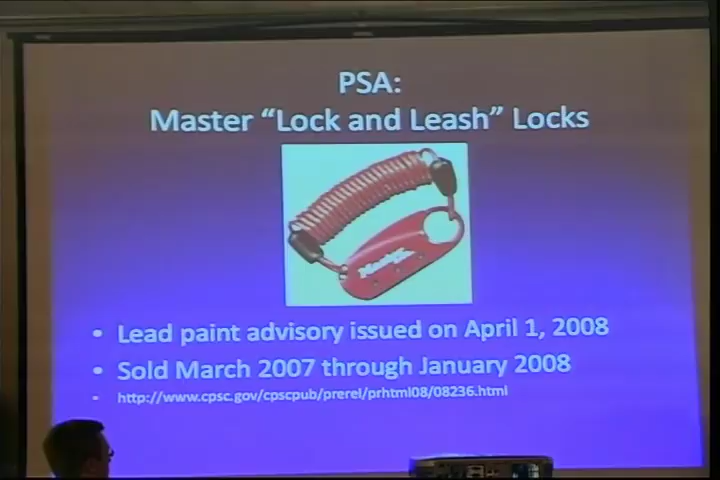 PSA:
Master “Lock and Leash” Locks
Master
• Lead paint advisory issued on April 1, 2008
• Sold March 2007 through January 2008
• http://www.cpsc.gov/cpscpub/prerel/prhtml08/08236.html